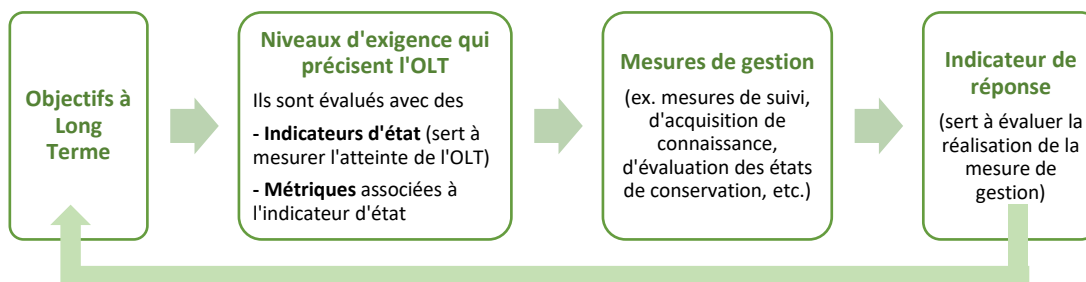 Objectifs à
Long
Terme
Niveaux d'exigence qui
précisent l'OLT
Ils sont évalués avec des
- Indicateurs d'état (sert à
mesurer l'atteinte de l'OLT)
- Métriques associées à
l'indicateur d'état
Mesures de gestion
(ex. mesures de suivi,
d'acquisition de
connaissance,
d'évaluation des états
de conservation, etc.)
Indicateur de
réponse
(sert à évaluer la
réalisation de la
mesure de
gestion)